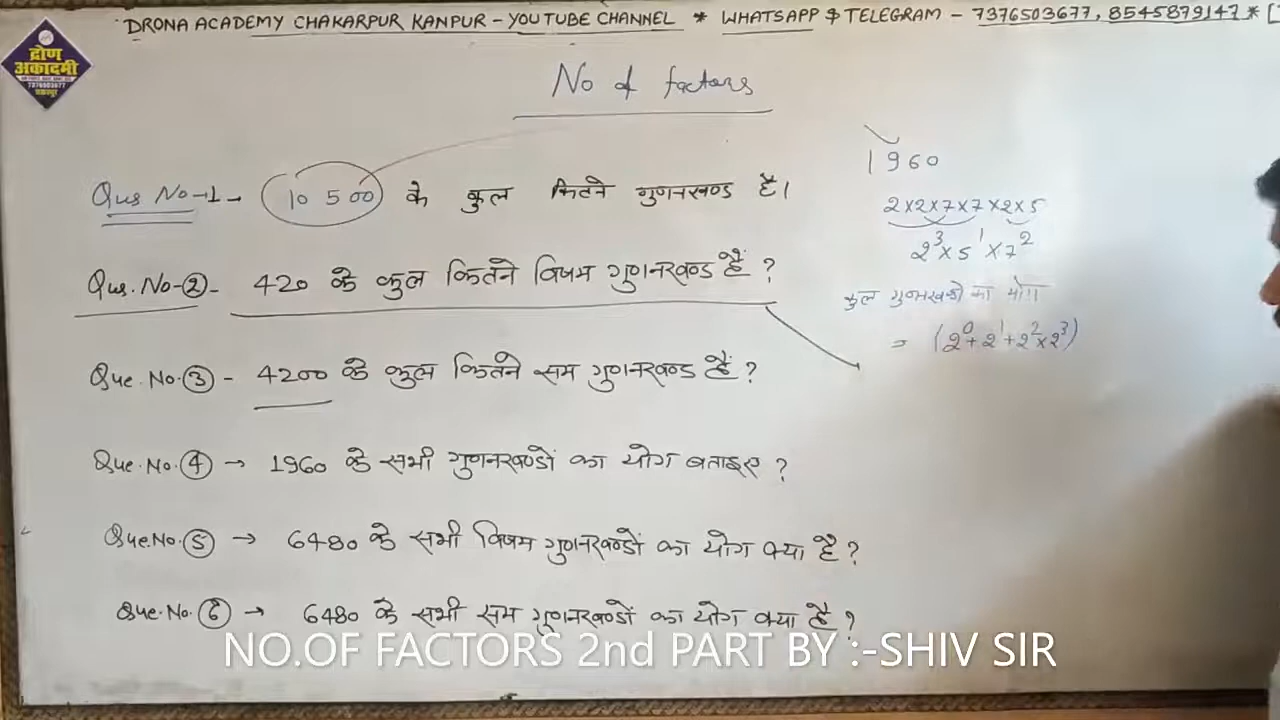 DRONA ACADEMY CHAKARPUR KANPUR - YOUTUBE CHANNEL * WHATSAPP & TELEGRAM - 7376503677, 8545879147 * [
द्रोण
अकादमी
7376503677
चकरपुर
No of factors
Qus No-1- 10 500 के कुल कितने गुणनखण्ड है।
Qus. No-② - 420 के कुल कितने विषम गुणनखण्ड हैं ?
Que. No. ③ - 4200 के कुल कितने सम गुणनखण्ड हैं ?
Que. No. ④ → 1960 के सभी गुणनखण्डों का योग बताइए ?
Que. No. ⑤ → 6480 के सभी विषम गुणनखण्डों का योग क्या है ?
Que. No. ⑥ → 6480 के सभी सम गुणनखण्डों का योग क्या है ?
1960
2×2×7×7×2×5
2³×5¹×7²
कुल गुणनखण्डो का योग
= (2⁰+2¹+2²×2³)
NO.OF FACTORS 2nd PART BY :-SHIV SIR